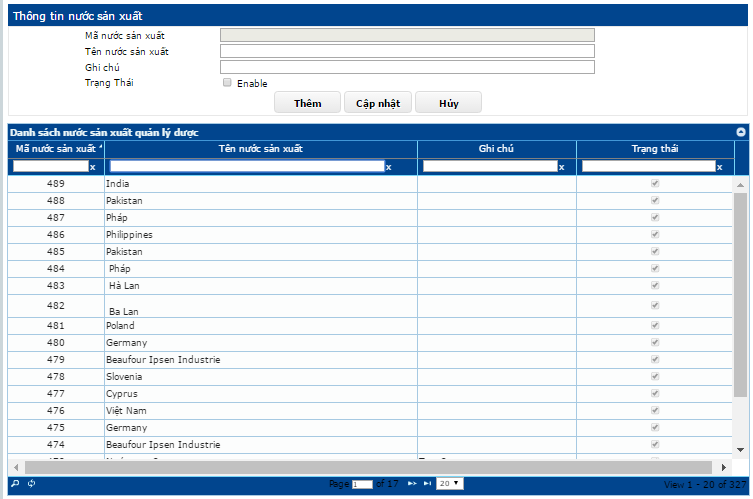 Thông tin nước sản xuất
Mã nước sản xuất
Tên nước sản xuất
Ghi chú
Trạng Thái Enable
Thêm Cập nhật Hủy
Danh sách nước sản xuất quản lý dược
Mã nước sản xuất Tên nước sản xuất Ghi chú Trạng thái
x x x x
489 India
488 Pakistan
487 Pháp
486 Philippines
485 Pakistan
484 Pháp
483 Hà Lan
482 Ba Lan
481 Poland
480 Germany
479 Beaufour Ipsen Industrie
478 Slovenia
477 Cyprus
476 Việt Nam
475 Germany
474 Beaufour Ipsen Industrie
Page 1 of 17 20 View 1 - 20 of 327